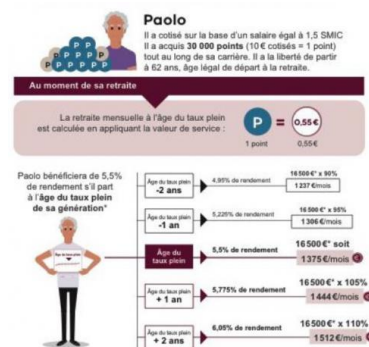 Paolo
Il a cotisé sur la base d'un salaire égal à 1,5 SMIC
Il a acquis 30 000 points (10 € cotisés = 1 point)
tout au long de sa carrière. Il a la liberté de partir
à 62 ans, âge légal de départ à la retraite.
P P
P P P
P P P P
Au moment de sa retraite
La retraite mensuelle à l'âge du taux plein
est calculée en appliquant la valeur de service :
P = 0,55€
1 point 0,55€
Paolo bénéficiera de 5,5%
de rendement s'il part
à l'âge du taux plein
de sa génération*
Âge du taux plein
Âge du taux plein
-2 ans
4,95% de rendement
16 500€* x 90%
1 237 €/mois
Âge du taux plein
-1 an
5,225% de rendement
16 500€* x 95%
1 306 €/mois
Âge du
taux plein
5,5% de rendement
16 500€* soit
1 375 €/mois
Âge du taux plein
+ 1 an
5,775% de rendement
16 500€* x 105%
1 444 €/mois
Âge du taux plein
+ 2 ans
6,05% de rendement
16 500€* x 110%
1 512 €/mois